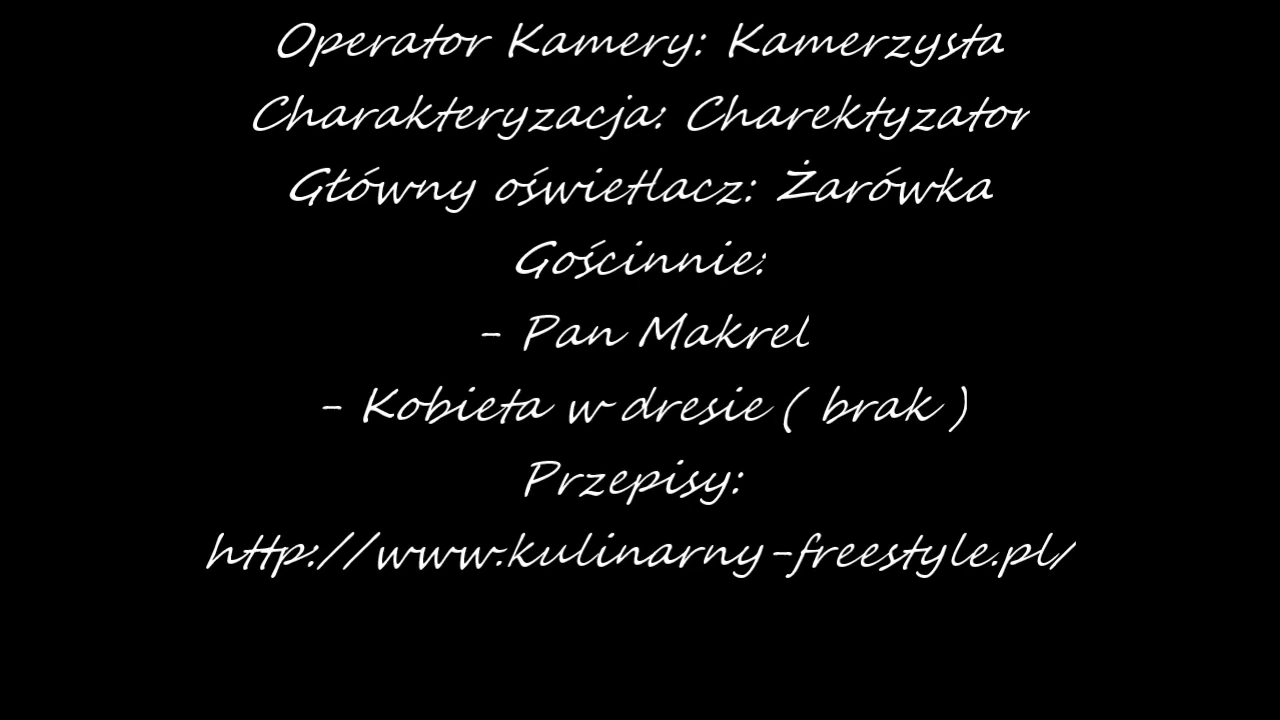 Operator Kamery: Kamerzysta
Charakteryzacja: Charektyzator
Główny oświetlacz: Żarówka
Gościnnie:
- Pan Makrel
- Kobieta w dresie ( brak )
Przepisy:
http://www.kulinarny-freestyle.pl/